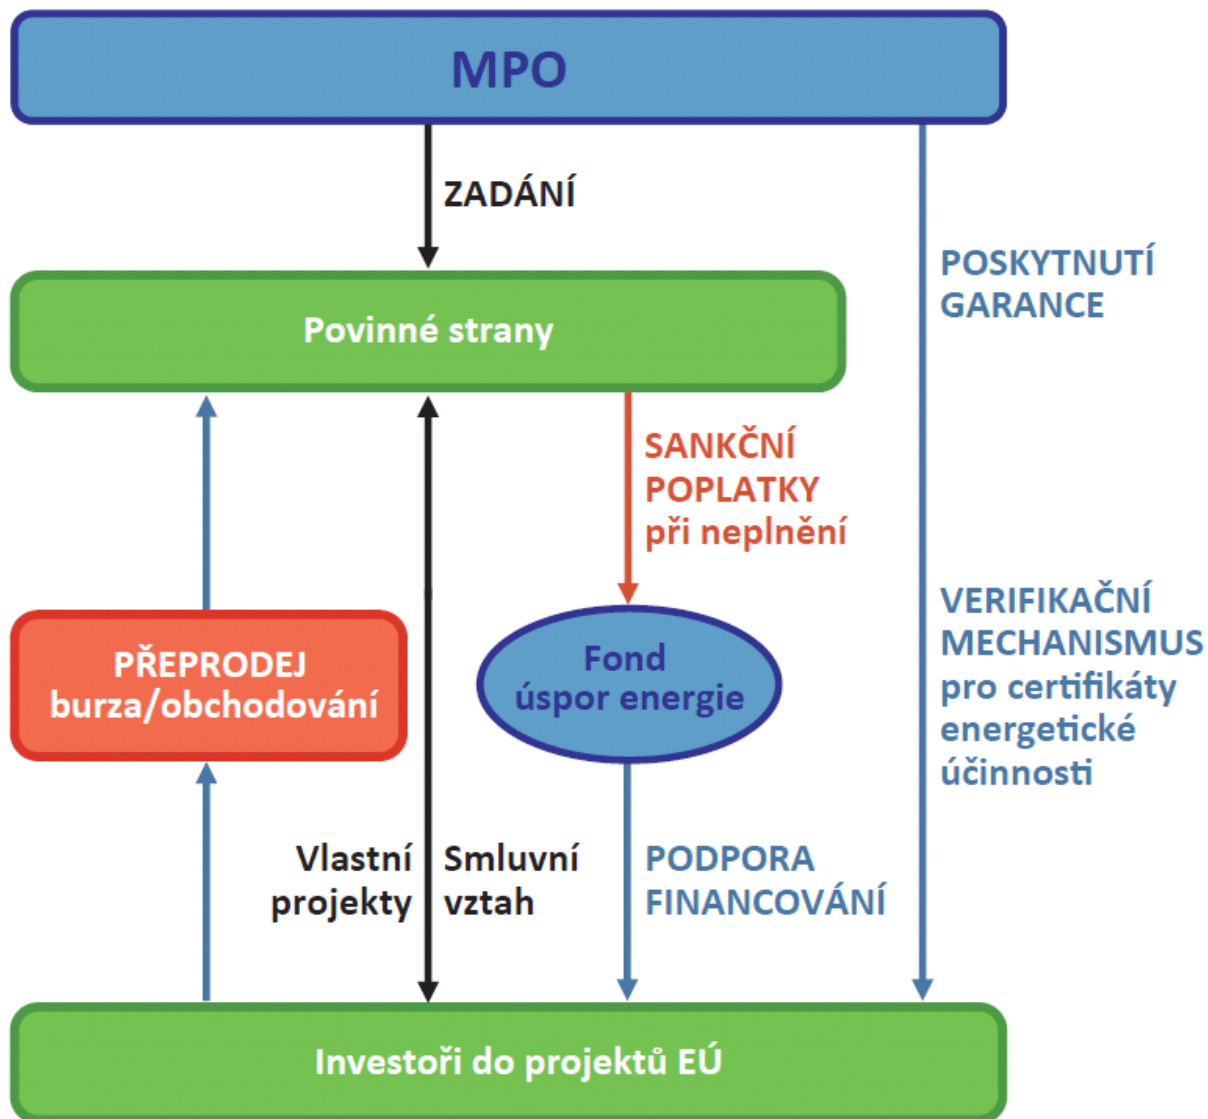 MPO
ZADÁNÍ
POSKYTNUTÍ
GARANCE
Povinné strany
SANKČNÍ
POPLATKY
při neplnění
VERIFIKAČNÍ
MECHANISMUS
pro certifikáty
energetické
účinnosti
PŘEPRODEJ
burza/obchodování
Fond
úspor energie
Vlastní
projekty
Smluvní
vztah
PODPORA
FINANCOVÁNÍ
Investoři do projektů EÚ